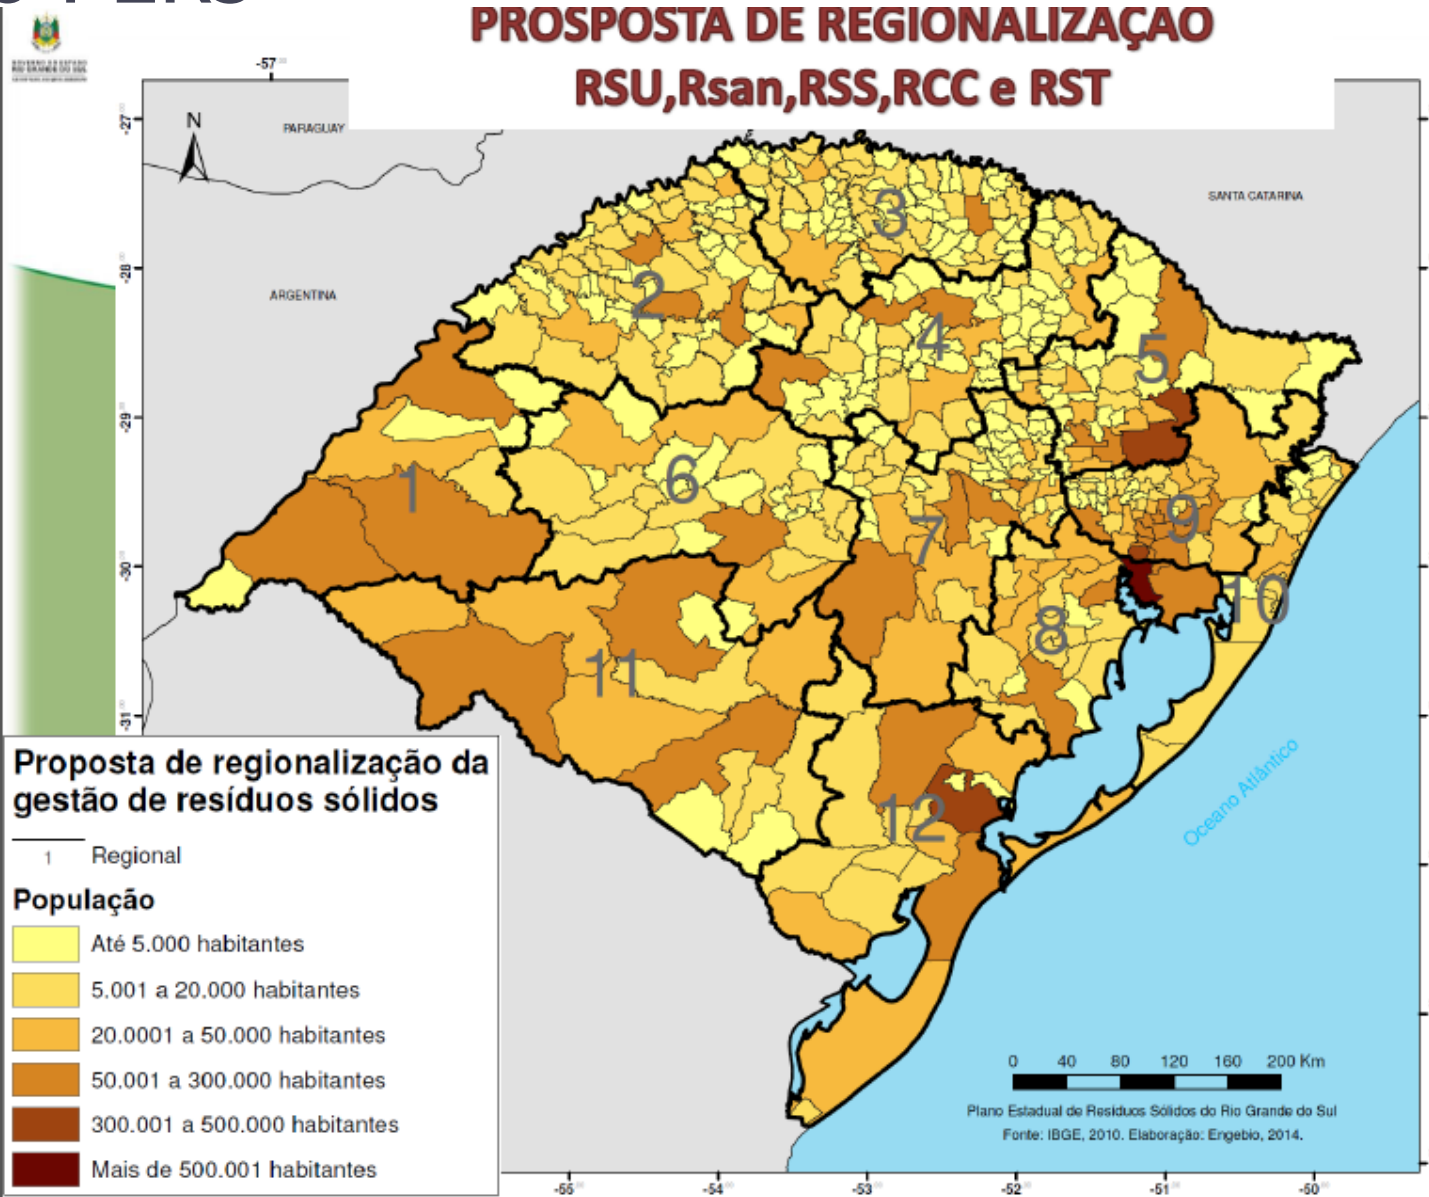 PROSPOSTA DE REGIONALIZAÇÃO
RSU,Rsan,RSS,RCC e RST
-57
N
PARAGUAY
-27
SANTA CATARINA
3
-28
ARGENTINA
2
4
5
-29
6
1
9
7
-30
10
8
11
-31
Oceano Atlântico
12
Proposta de regionalização da
gestão de resíduos sólidos
1 Regional
População
Até 5.000 habitantes
5.001 a 20.000 habitantes
20.0001 a 50.000 habitantes
50.001 a 300.000 habitantes
300.001 a 500.000 habitantes
Mais de 500.001 habitantes
0 40 80 120 160 200 Km
Plano Estadual de Resíduos Sólidos do Rio Grande do Sul
Fonte: IBGE, 2010. Elaboração: Engebio, 2014.
-55 -54 -53 -52 -51 -50